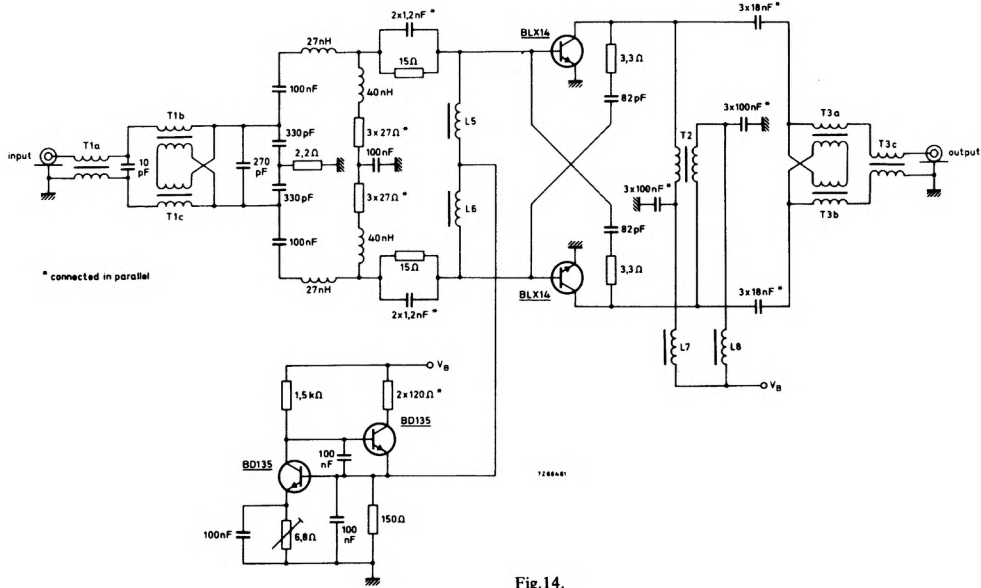 2x1,2nF *
3x18nF *
BLX14
27nH
15Ω
3,3Ω
100nF
40nH
82pF
3x100nF *
T1b
L5
T2
T3a
330pF
3x27Ω *
input
T1a
10
pF
2,2Ω
270
pF
100nF
T3c
output
3x100nF *
330pF
3x27Ω *
L6
T1c
T3b
82pF
100nF
40nH
15Ω
3,3Ω
* connected in parallel
27nH
BLX14
3x18nF *
2x1,2nF *
L7
L8
VB
VB
1,5kΩ
2x120Ω *
BD135
BD135
100
nF
7Z66461
100nF
6,8Ω
100
nF
150Ω
Fig.14.